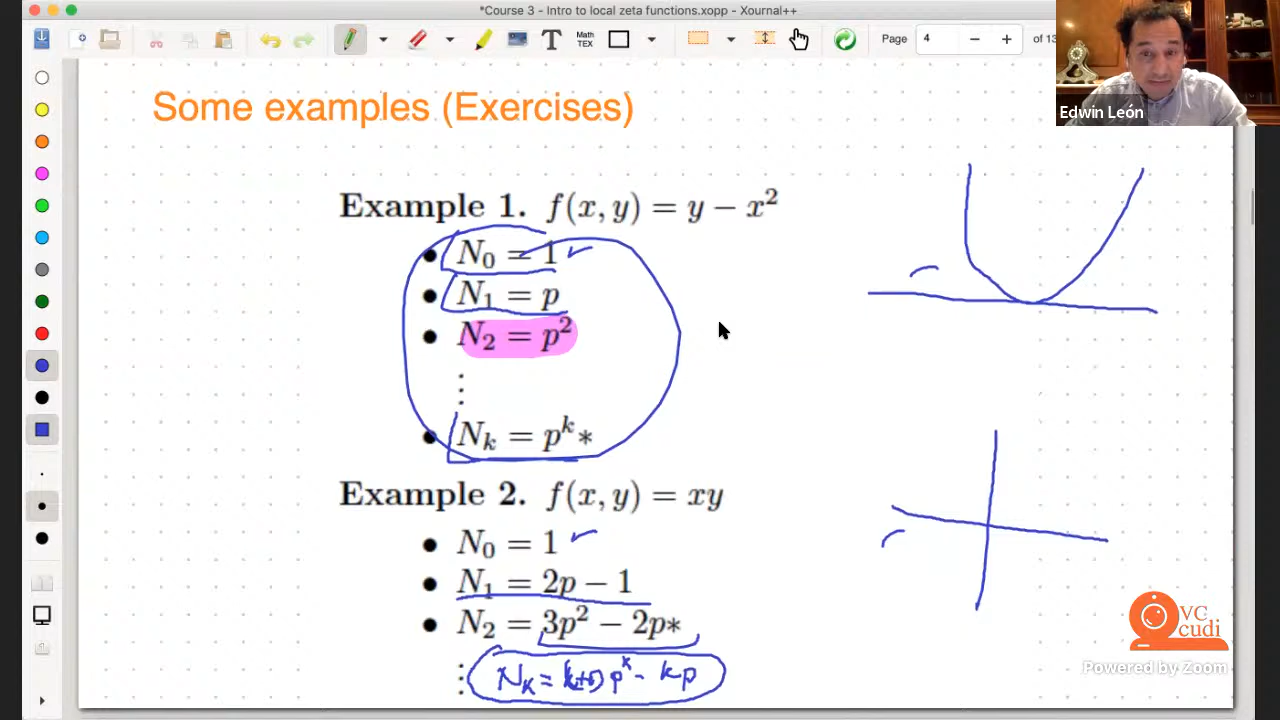 *Course 3 - Intro to local zeta functions.xopp - Xournal++
T Math TEX Page 4 − + of 13
Edwin León
Some examples (Exercises)
Example 1. f(x, y) = y − x²
• N₀ = 1
• N₁ = p
• N₂ = p²
⋮
• Nₖ = pᵏ*
Example 2. f(x, y) = xy
• N₀ = 1
• N₁ = 2p − 1
• N₂ = 3p² − 2p*
⋮ Nₖ = (k+1) pᵏ - kp
VC
cudi
Powered by Zoom